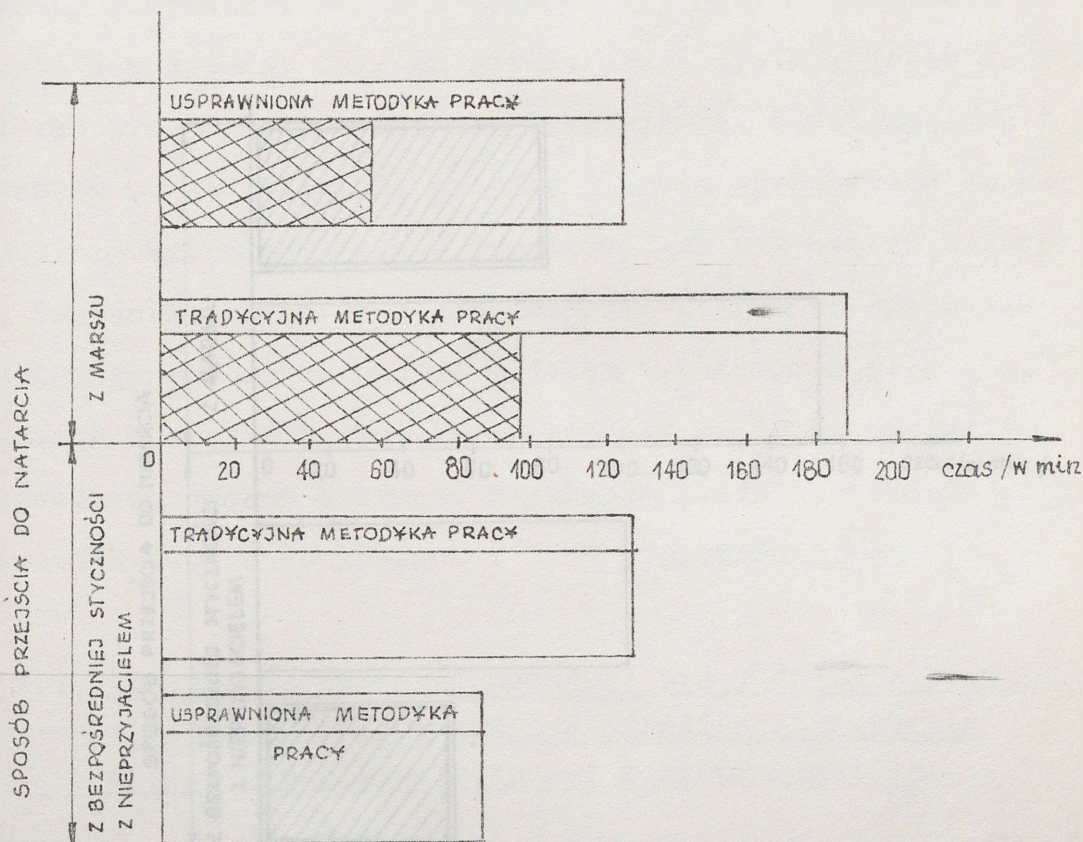 USPRAWNIONA METODYKA PRACY
TRADYCYJNA METODYKA PRACY
0 20 40 60 80 100 120 140 160 180 200 czas /w min
TRADYCYJNA METODYKA PRACY
USPRAWNIONA METODYKA
PRACY
SPOSÓB PRZEJŚCIA DO NATARCIA
Z MARSZU
Z BEZPOŚREDNIEJ STYCZNOŚCI
Z NIEPRZYJACIELEM